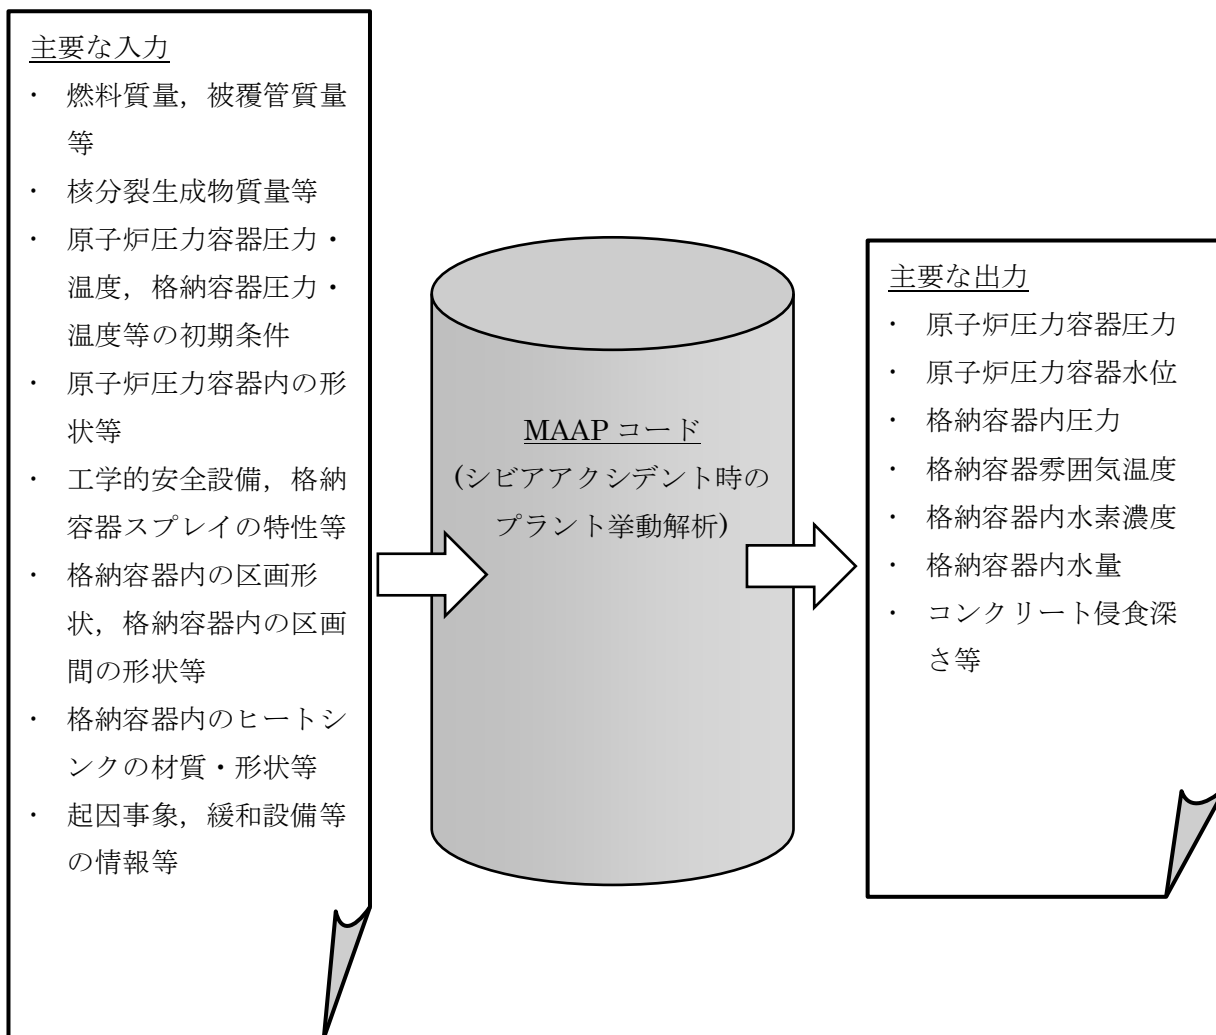 主要な入力
・ 燃料質量，被覆管質量
等
・ 核分裂生成物質量等
・ 原子炉圧力容器圧力・
温度，格納容器圧力・
温度等の初期条件
・ 原子炉圧力容器内の形
状等
・ 工学的安全設備，格納
容器スプレイの特性等
・ 格納容器内の区画形
状，格納容器内の区画
間の形状等
・ 格納容器内のヒートシ
ンクの材質・形状等
・ 起因事象，緩和設備等
の情報等
MAAP コード
(シビアアクシデント時の
プラント挙動解析)
主要な出力
・ 原子炉圧力容器圧力
・ 原子炉圧力容器水位
・ 格納容器内圧力
・ 格納容器雰囲気温度
・ 格納容器内水素濃度
・ 格納容器内水量
・ コンクリート侵食深
さ等